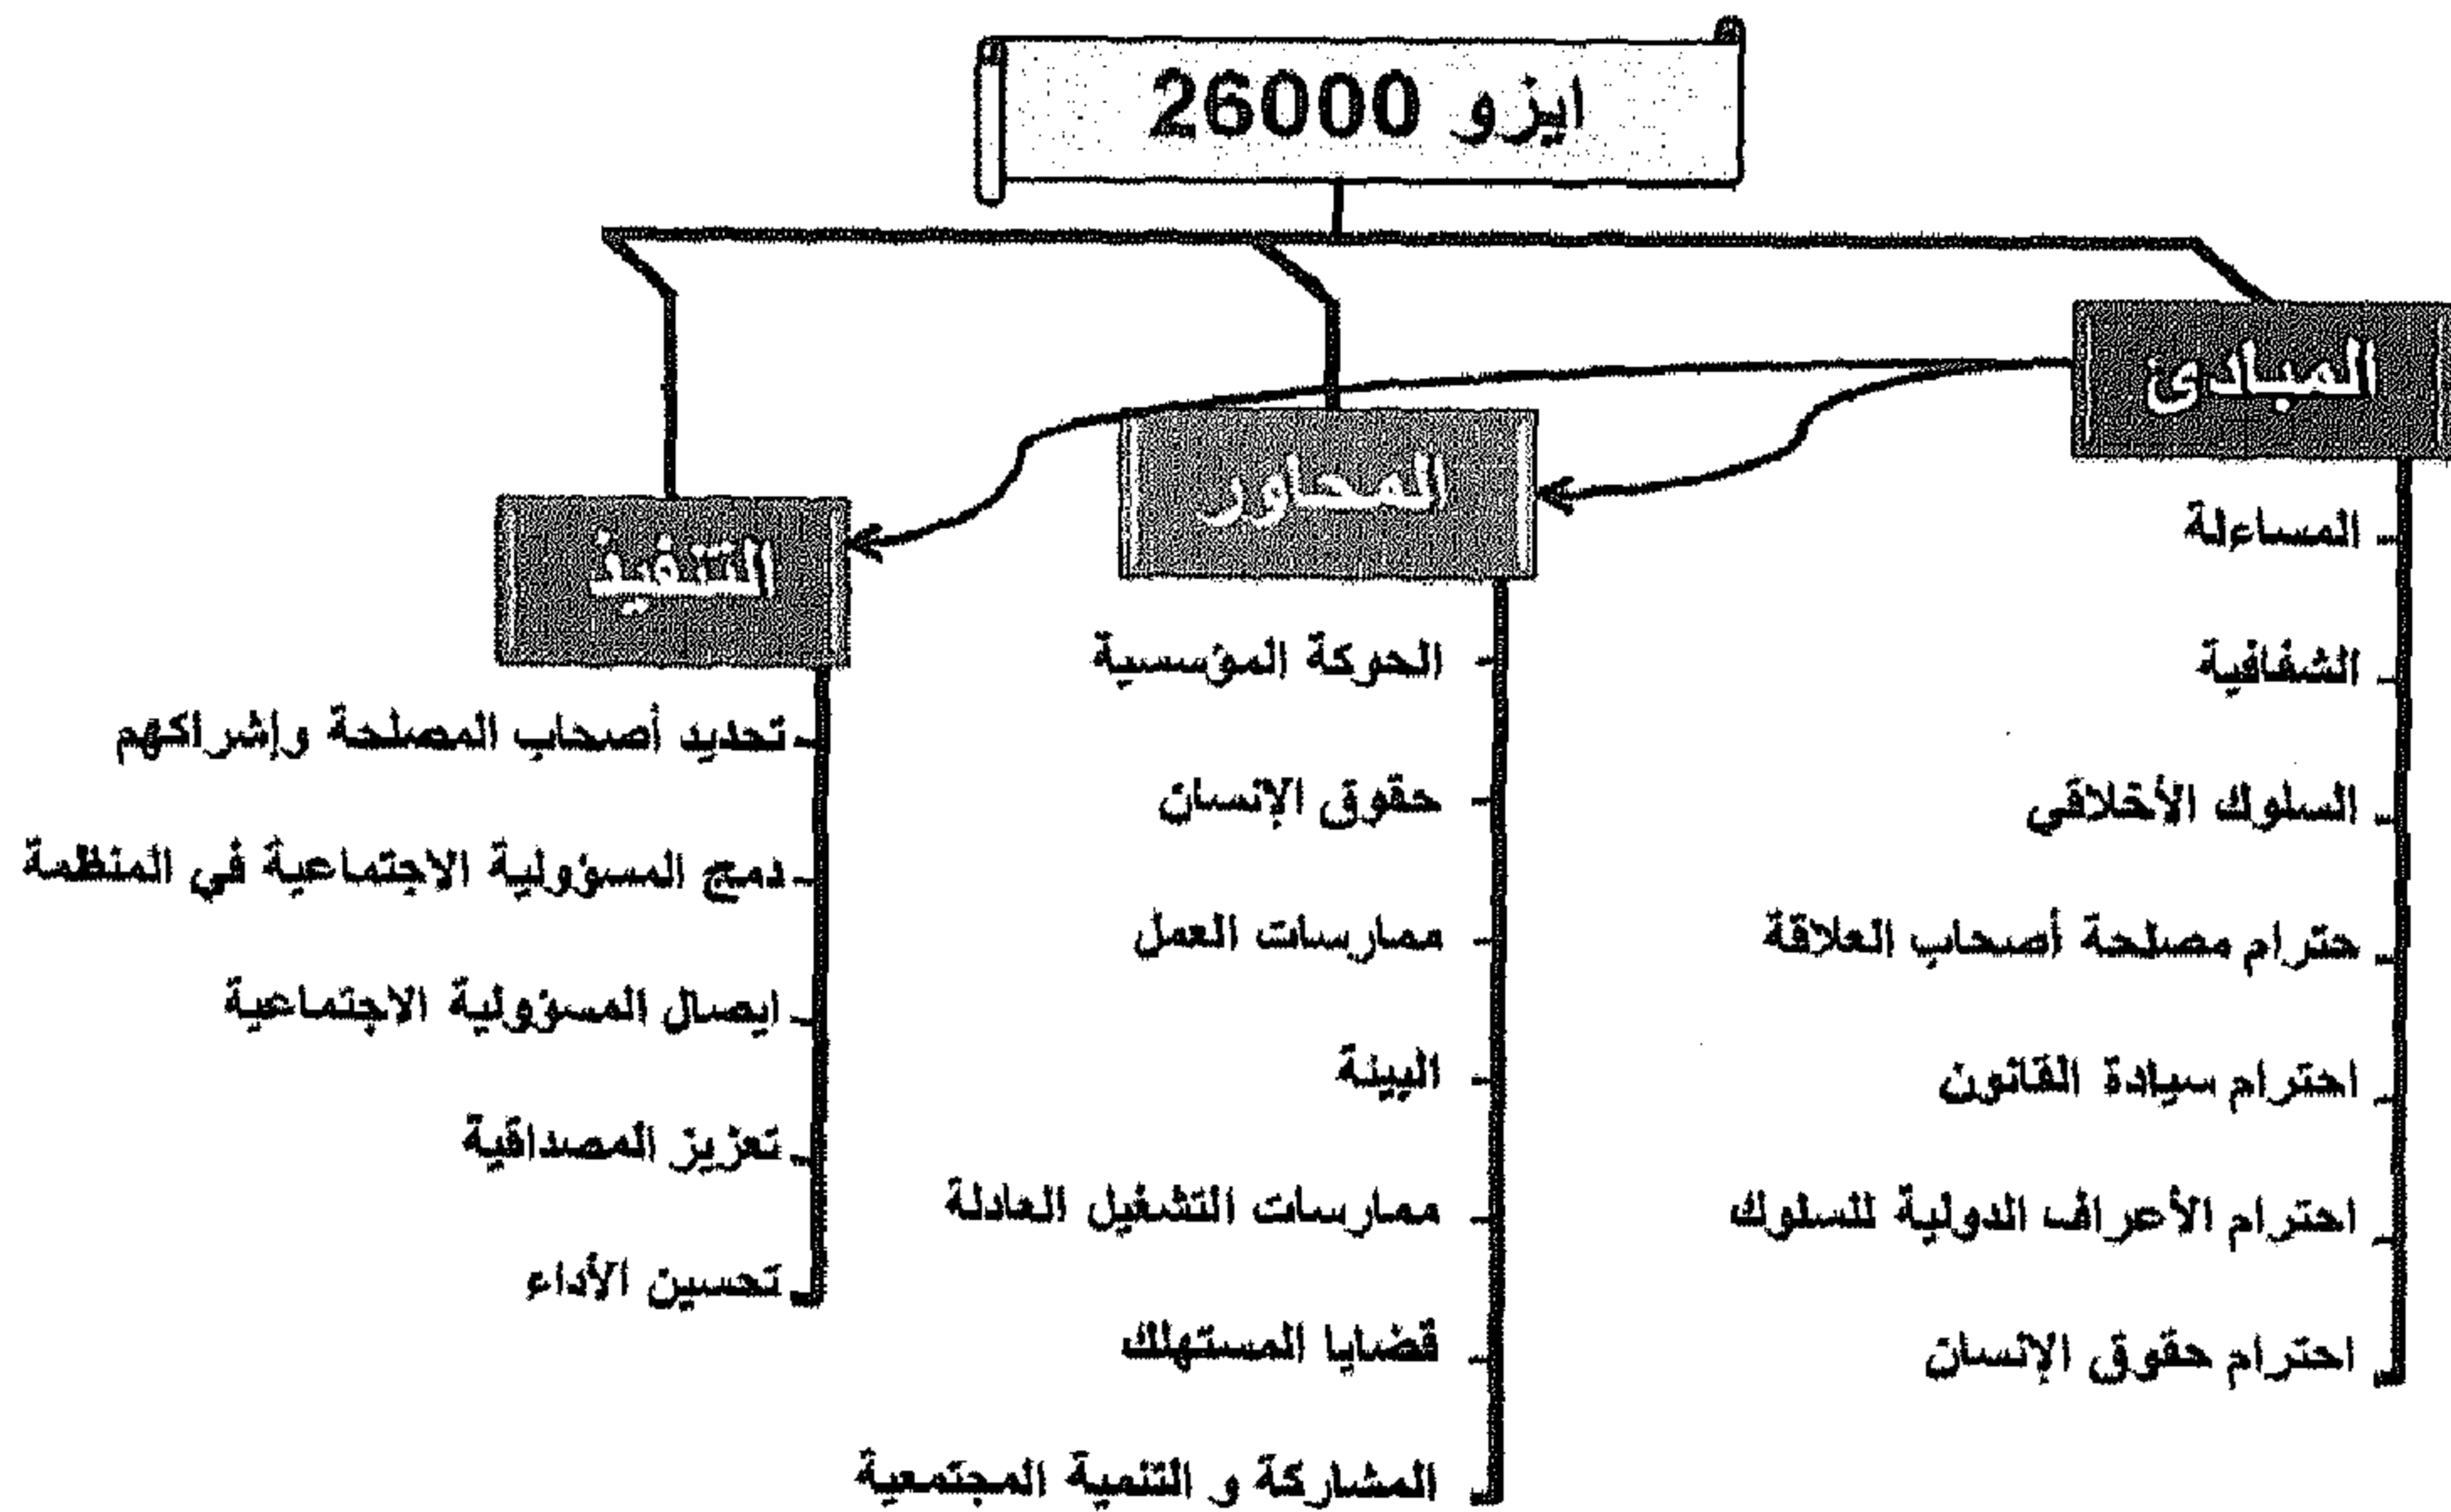 ايزو 26000
المبادئ
المساءلة
الشفافية
السلوك الأخلاقي
حترام مصلحة أصحاب العلاقة
احترام سيادة القانون
احترام الأعراف الدولية للسلوك
احترام حقوق الإنسان
المحاور
الحوكة المؤسسية
حقوق الإنسان
ممارسات العمل
البيئة
ممارسات التشغيل العادلة
قضايا المستهلك
المشاركة و التنمية المجتمعية
التنفيذ
تحديد أصحاب المصلحة وإشراكهم
دمج المسؤولية الاجتماعية في المنظمة
ايصال المسؤولية الاجتماعية
تعزيز المصداقية
تحسين الأداء